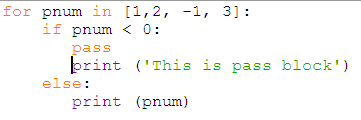 for pnum in [1,2, -1, 3]:
    if pnum < 0:
        pass
        print ('This is pass block')
    else:
        print (pnum)